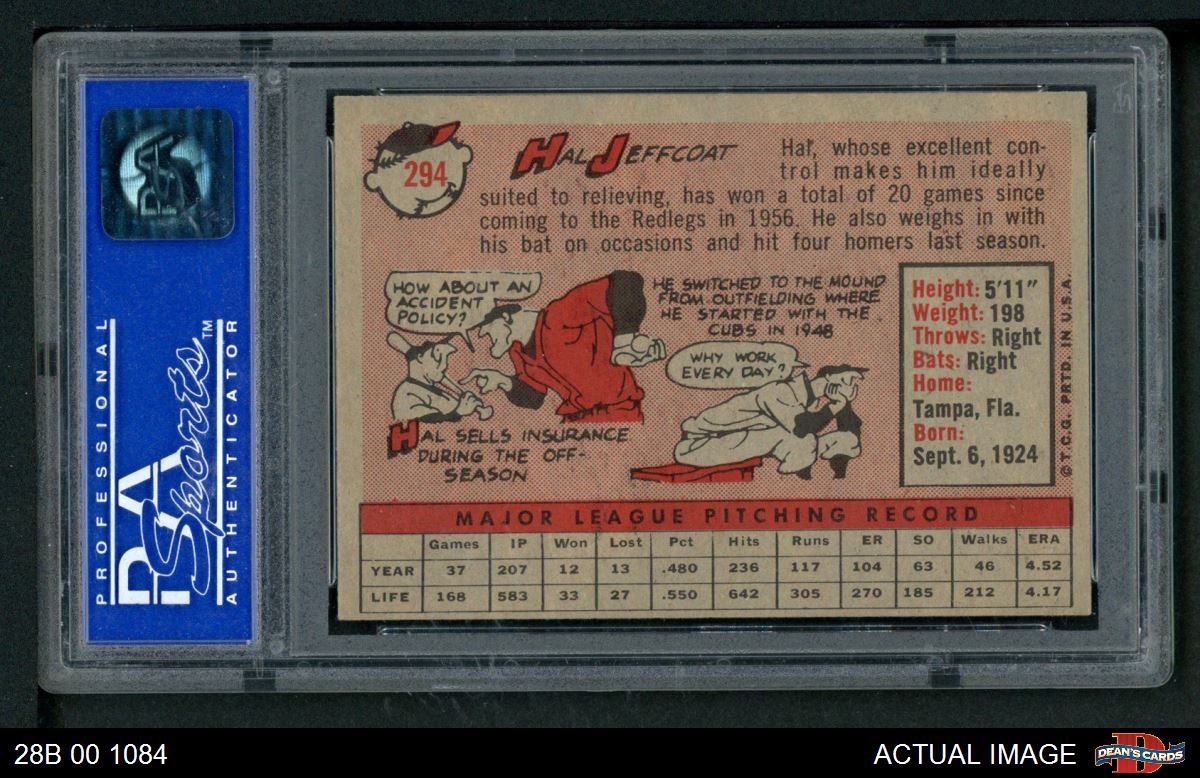 PSA
PROFESSIONAL
PSA Sports™
AUTHENTICATOR
294
HAL JEFFCOAT
Hal, whose excellent con-
trol makes him ideally
suited to relieving, has won a total of 20 games since
coming to the Redlegs in 1956. He also weighs in with
his bat on occasions and hit four homers last season.
HOW ABOUT AN
ACCIDENT
POLICY?
HAL SELLS INSURANCE
DURING THE OFF-
SEASON
HE SWITCHED TO THE MOUND
FROM OUTFIELDING WHERE
HE STARTED WITH THE
CUBS IN 1948
WHY WORK
EVERY DAY?
Height: 5'11"
Weight: 198
Throws: Right
Bats: Right
Home:
Tampa, Fla.
Born:
Sept. 6, 1924
©T.C.G. PRTD. IN U.S.A.
MAJOR LEAGUE PITCHING RECORD
Games IP Won Lost Pct Hits Runs ER SO Walks ERA
YEAR 37 207 12 13 .480 236 117 104 63 46 4.52
LIFE 168 583 33 27 .550 642 305 270 185 212 4.17
28B 00 1084
ACTUAL IMAGE
DEAN'S CARDS